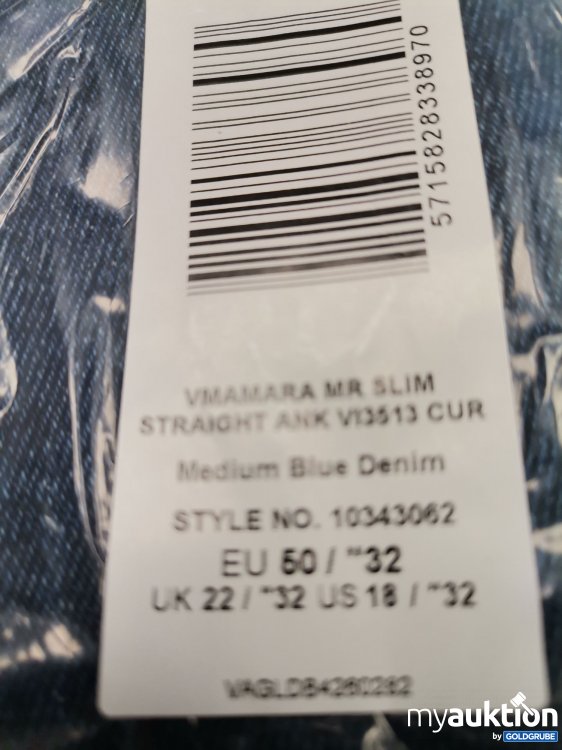 5715828338970
VMAMARA MR SLIM
STRAIGHT ANK VI3513 CUR
Medium Blue Denim
STYLE NO. 10343062
EU 50 / "32
UK 22 / "32 US 18 / "32
VAGLDB4260282
myauktion
by GOLDGRUBE